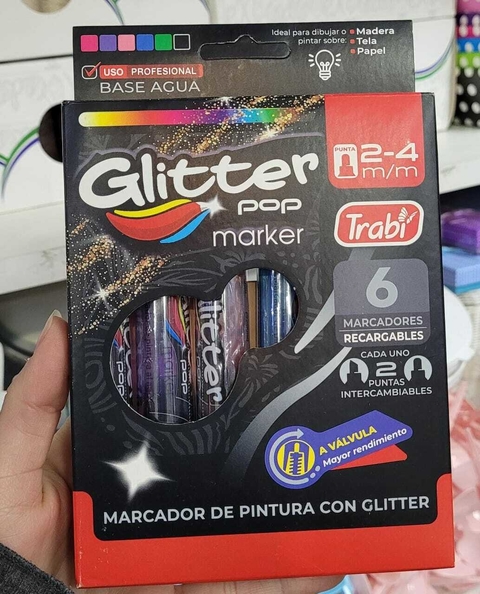 Ideal para dibujar o
pintar sobre:
• Madera
• Tela
• Papel
USO PROFESIONAL
BASE AGUA
Glitter
pop
marker
PUNTA
2-4
m/m
Trabi
6
MARCADORES
RECARGABLES
CADA UNO
2
PUNTAS
INTERCAMBIABLES
A VÁLVULA
Mayor rendimiento
MARCADOR DE PINTURA CON GLITTER